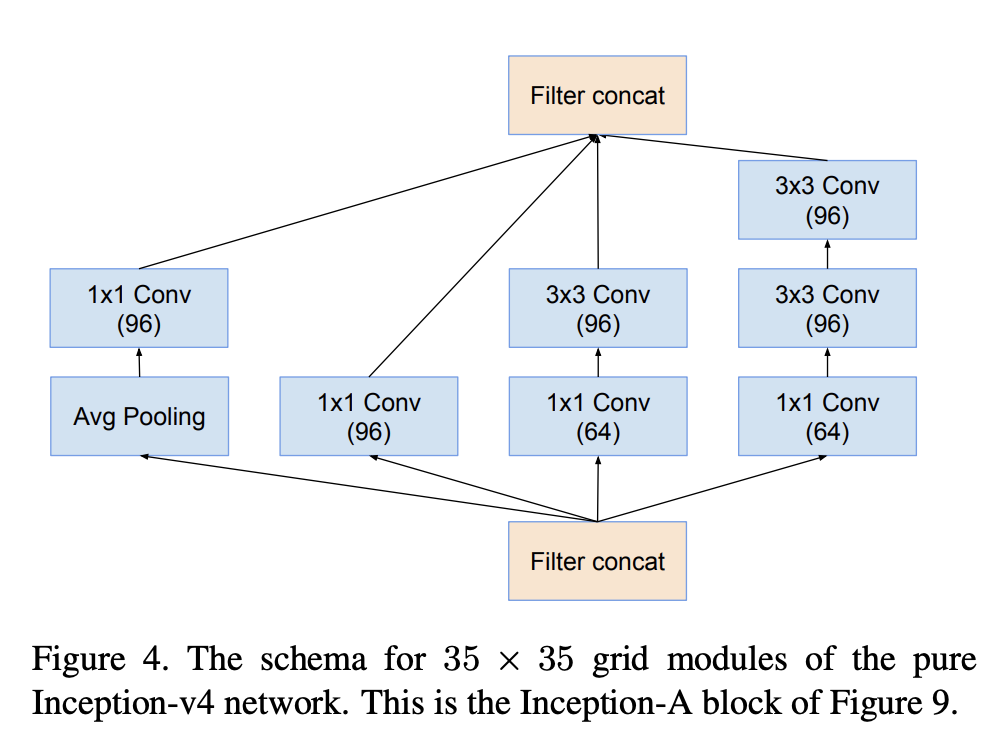 Filter concat
3x3 Conv
(96)
1x1 Conv
(96)
3x3 Conv
(96)
3x3 Conv
(96)
Avg Pooling
1x1 Conv
(96)
1x1 Conv
(64)
1x1 Conv
(64)
Filter concat
Figure 4. The schema for 35 × 35 grid modules of the pure
Inception-v4 network. This is the Inception-A block of Figure 9.